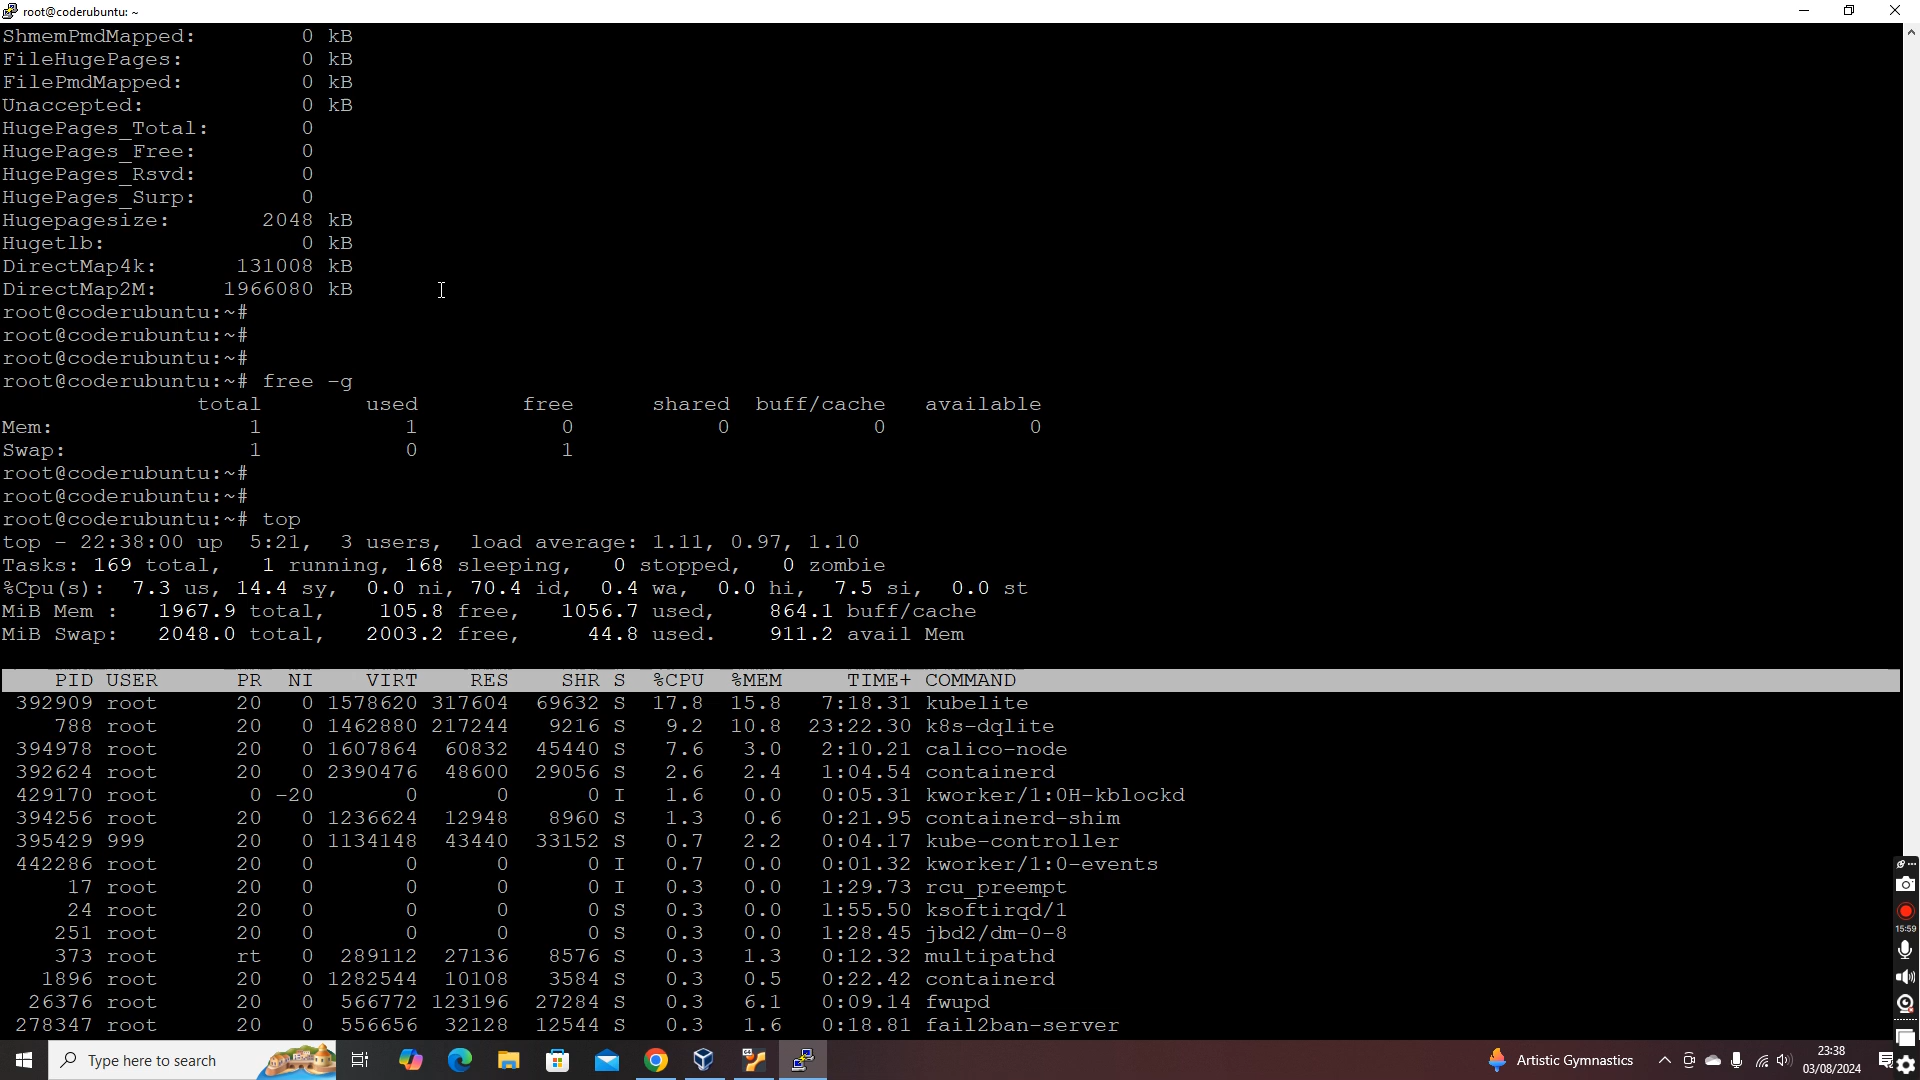 root@coderubuntu: ~
ShmemPmdMapped: 0 kB
FileHugePages: 0 kB
FilePmdMapped: 0 kB
Unaccepted: 0 kB
HugePages_Total: 0
HugePages_Free: 0
HugePages_Rsvd: 0
HugePages_Surp: 0
Hugepagesize: 2048 kB
Hugetlb: 0 kB
DirectMap4k: 131008 kB
DirectMap2M: 1966080 kB
root@coderubuntu:~#
root@coderubuntu:~#
root@coderubuntu:~#
root@coderubuntu:~# free -g
total used free shared buff/cache available
Mem: 1 1 0 0 0 0
Swap: 1 0 1
root@coderubuntu:~#
root@coderubuntu:~#
root@coderubuntu:~# top
top - 22:38:00 up 5:21, 3 users, load average: 1.11, 0.97, 1.10
Tasks: 169 total, 1 running, 168 sleeping, 0 stopped, 0 zombie
%Cpu(s): 7.3 us, 14.4 sy, 0.0 ni, 70.4 id, 0.4 wa, 0.0 hi, 7.5 si, 0.0 st
MiB Mem : 1967.9 total, 105.8 free, 1056.7 used, 864.1 buff/cache
MiB Swap: 2048.0 total, 2003.2 free, 44.8 used. 911.2 avail Mem
PID USER PR NI VIRT RES SHR S %CPU %MEM TIME+ COMMAND
392909 root 20 0 1578620 317604 69632 S 17.8 15.8 7:18.31 kubelite
788 root 20 0 1462880 217244 9216 S 9.2 10.8 23:22.30 k8s-dqlite
394978 root 20 0 1607864 60832 45440 S 7.6 3.0 2:10.21 calico-node
392624 root 20 0 2390476 48600 29056 S 2.6 2.4 1:04.54 containerd
429170 root 0 -20 0 0 0 I 1.6 0.0 0:05.31 kworker/1:0H-kblockd
394256 root 20 0 1236624 12948 8960 S 1.3 0.6 0:21.95 containerd-shim
395429 999 20 0 1134148 43440 33152 S 0.7 2.2 0:04.17 kube-controller
442286 root 20 0 0 0 0 I 0.7 0.0 0:01.32 kworker/1:0-events
17 root 20 0 0 0 0 I 0.3 0.0 1:29.73 rcu_preempt
24 root 20 0 0 0 0 S 0.3 0.0 1:55.50 ksoftirqd/1
251 root 20 0 0 0 0 S 0.3 0.0 1:28.45 jbd2/dm-0-8
373 root rt 0 289112 27136 8576 S 0.3 1.3 0:12.32 multipathd
1896 root 20 0 1282544 10108 3584 S 0.3 0.5 0:22.42 containerd
26376 root 20 0 566772 123196 27284 S 0.3 6.1 0:09.14 fwupd
278347 root 20 0 556656 32128 12544 S 0.3 1.6 0:18.81 fail2ban-server
15:59
Type here to search
Artistic Gymnastics
23:38
03/08/2024